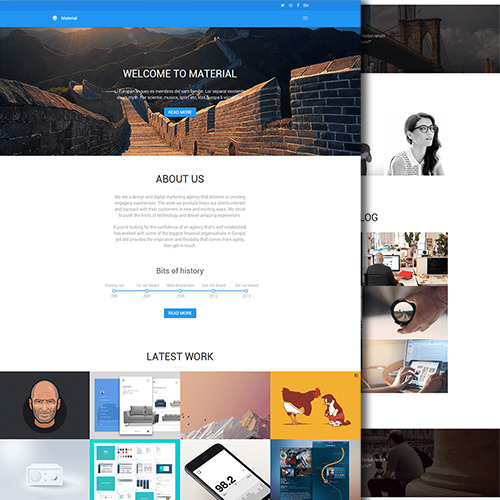 Material
WELCOME TO MATERIAL
Li Europan lingues es membres del sam familie. Lor separat existentie
es un myth. Por scientie, musica, sport etc, litot Europa li vocabular.
READ MORE
ABOUT US
We are a design and digital marketing agency that believes in creating
engaging experiences. The work we produce helps our clients interact
and transact with their customers in new and exciting ways. We strive
to push the limits of technology and deliver amazing experiences.
If you're looking for the confidence of an agency that's well established,
has worked with some of the biggest financial organisations in Europe,
yet still provides the inspiration and flexibility that comes from agility,
then get in touch.
Bits of history
Starting out
1st. net Award
Meta Amsterdam
2nd. net Award
3rd. net Award
2007
2009
2012
2013
READ MORE
LATEST WORK
98.2
LOG